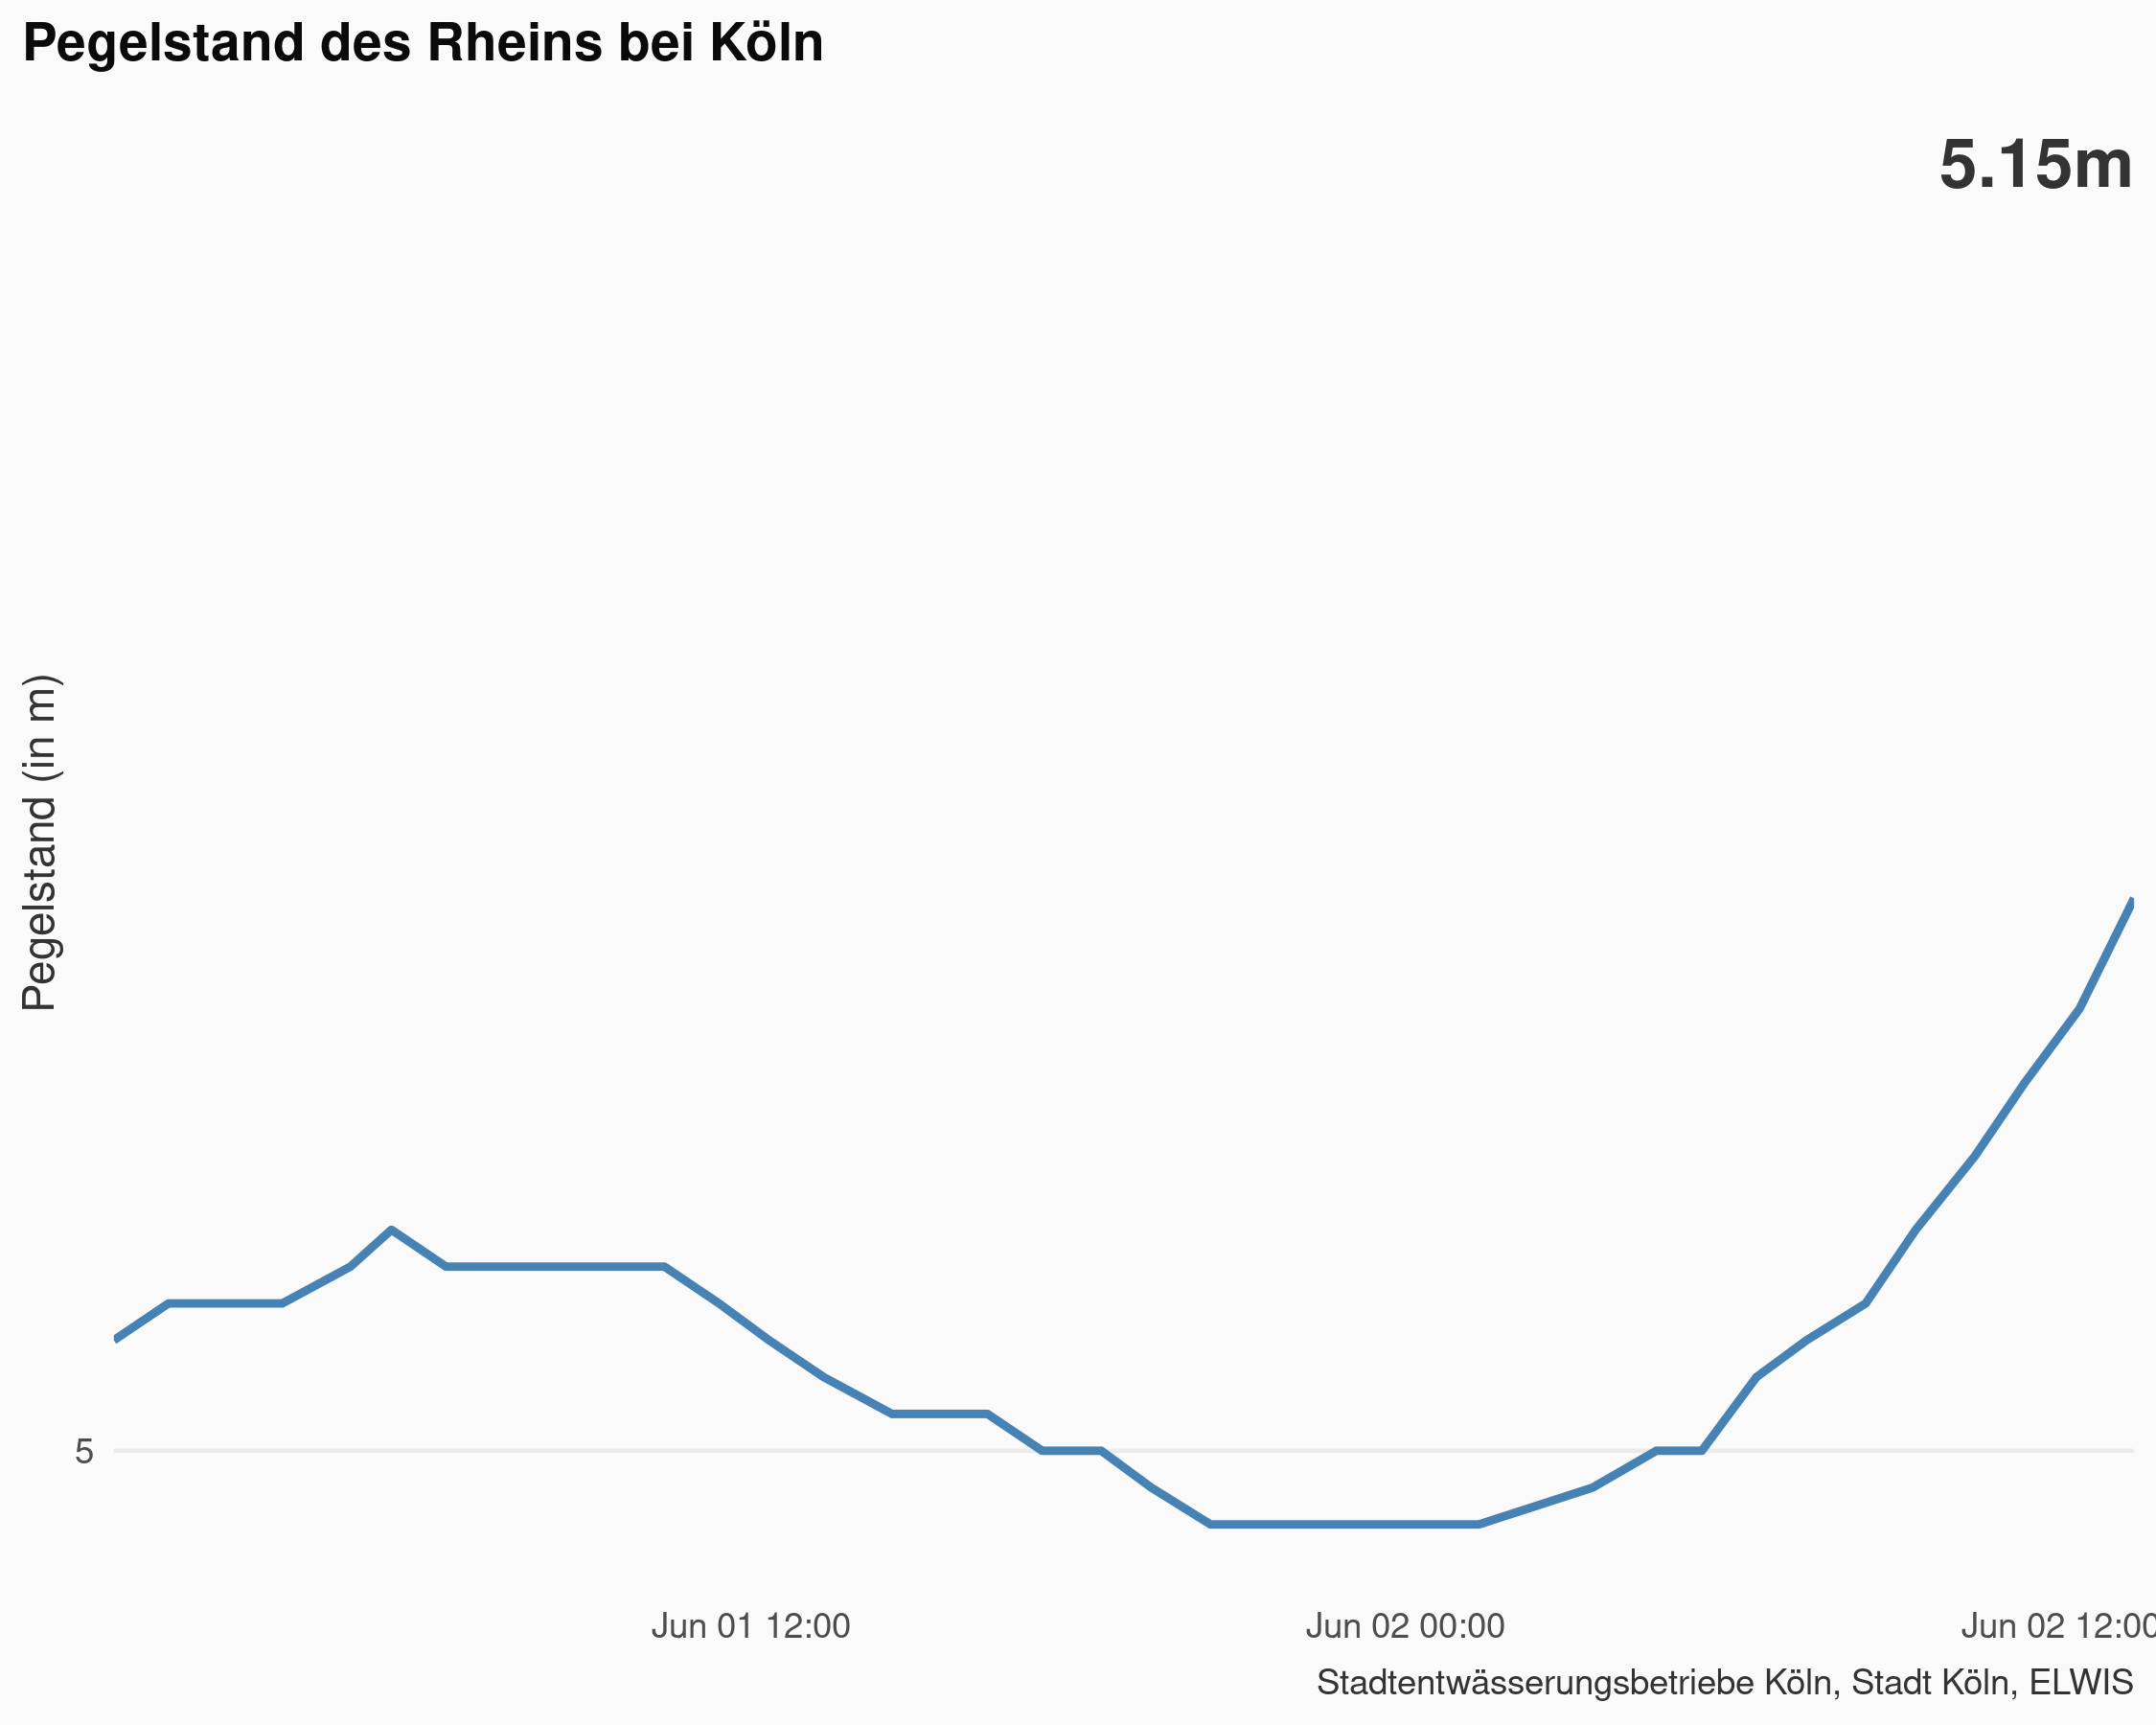 Pegelstand des Rheins bei Köln
5.15m
Pegelstand (in m)
5
Jun 01 12:00
Jun 02 00:00
Jun 02 12:00
Stadtentwässerungsbetriebe Köln, Stadt Köln, ELWIS